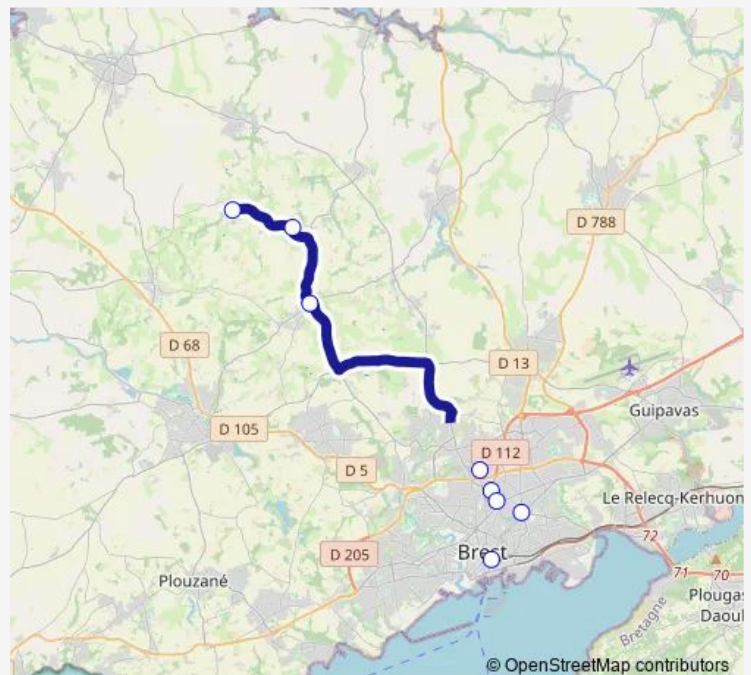 D 788
D 68
D 13
Guipavas
D 105
D 112
D 5
Le Relecq-Kerhuon
72
D 205
Brest
Plouzané
71
70
Plougas
Daoul
Bretagne
© OpenStreetMap contributors